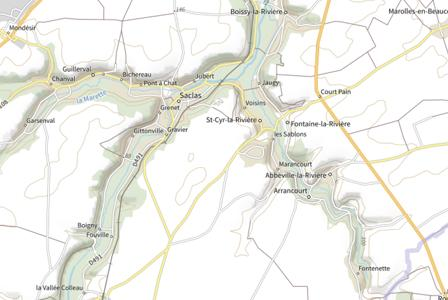 Boissy-la-Rivière
Marolles-en-Beauce
Mondésir
Guillerval
Bichereau
Jubert
Chanval
Pont à Chat
Jaugy
la Marette
Saclas
Court Pain
Grenet
Voisins
Garsenval
St-Cyr-la-Rivière
Fontaine-la-Rivière
Gittonville
Gravier
les Sablons
D491
Marancourt
Abbeville-la-Rivière
Arrancourt
Boigny
Fouville
D491
Fontenette
la Vallée Colleau